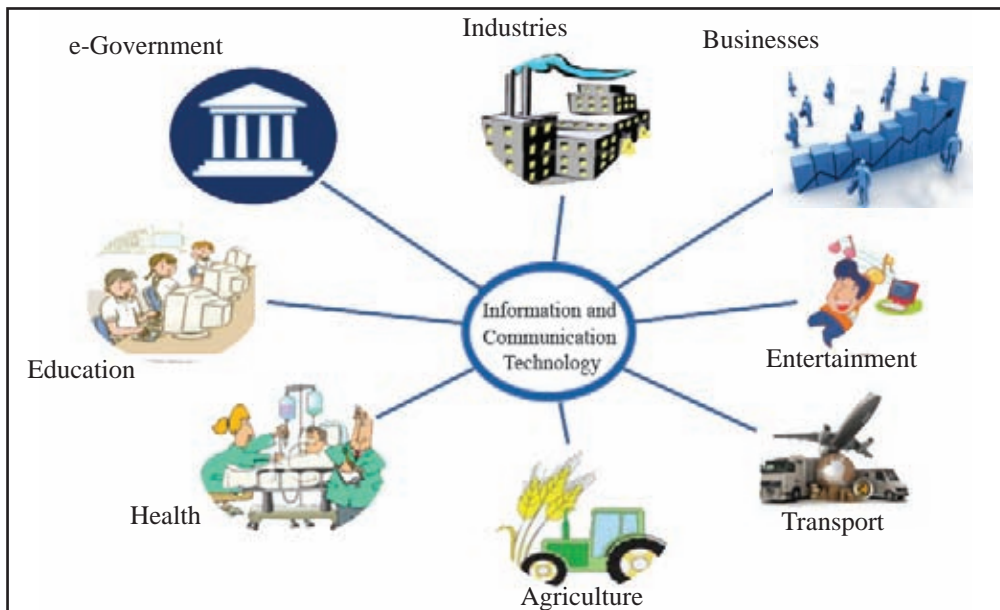 e-Government
Industries
Businesses
Information and
Communication
Technology
Education
Entertainment
Health
Transport
Agriculture